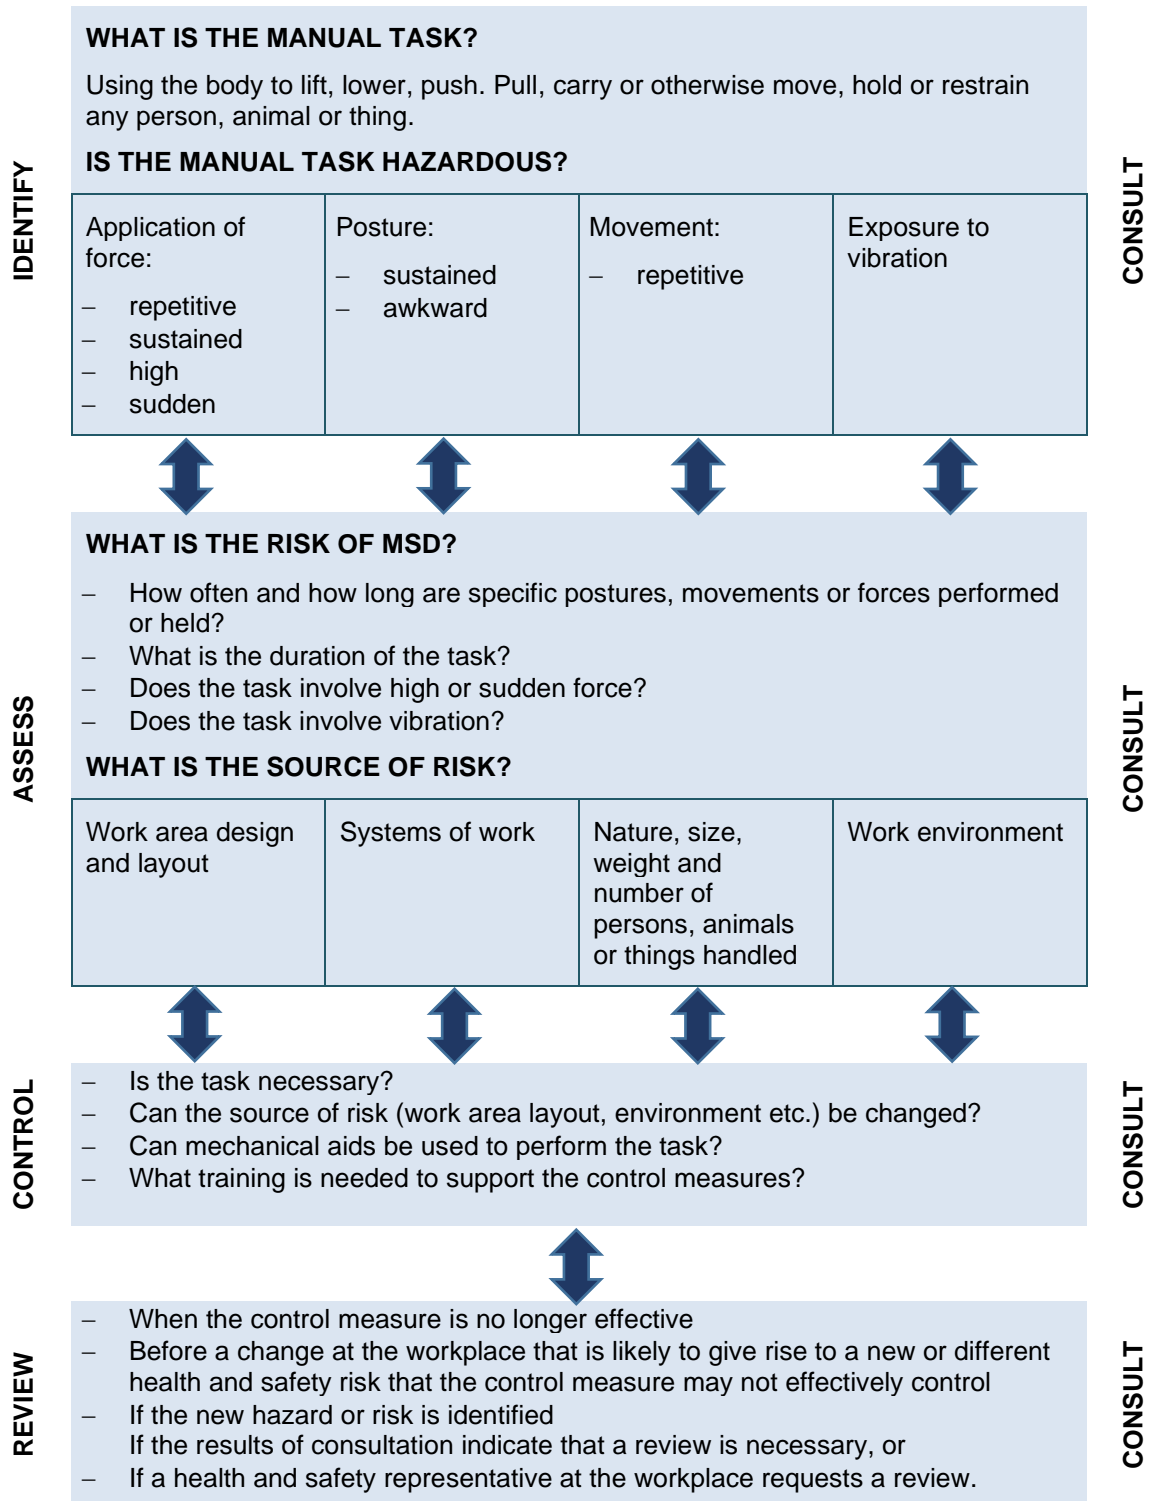 WHAT IS THE MANUAL TASK?
Using the body to lift, lower, push. Pull, carry or otherwise move, hold or restrain
any person, animal or thing.
IS THE MANUAL TASK HAZARDOUS?
IDENTIFY
CONSULT
Application of
force:
– repetitive
– sustained
– high
– sudden
Posture:
– sustained
– awkward
Movement:
– repetitive
Exposure to
vibration
WHAT IS THE RISK OF MSD?
– How often and how long are specific postures, movements or forces performed
or held?
– What is the duration of the task?
– Does the task involve high or sudden force?
– Does the task involve vibration?
ASSESS
CONSULT
WHAT IS THE SOURCE OF RISK?
Work area design
and layout
Systems of work
Nature, size,
weight and
number of
persons, animals
or things handled
Work environment
CONTROL
CONSULT
– Is the task necessary?
– Can the source of risk (work area layout, environment etc.) be changed?
– Can mechanical aids be used to perform the task?
– What training is needed to support the control measures?
REVIEW
CONSULT
– When the control measure is no longer effective
– Before a change at the workplace that is likely to give rise to a new or different
health and safety risk that the control measure may not effectively control
– If the new hazard or risk is identified
If the results of consultation indicate that a review is necessary, or
– If a health and safety representative at the workplace requests a review.